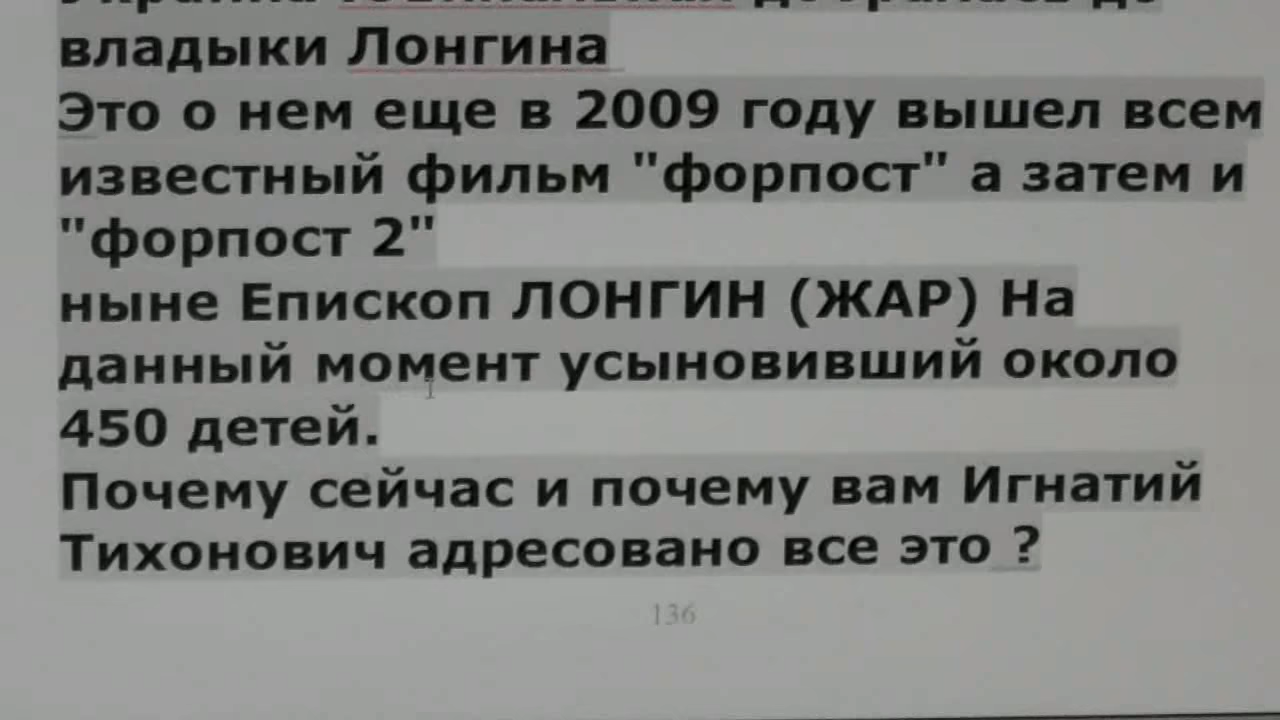 владыки Лонгина
Это о нем еще в 2009 году вышел всем
известный фильм "форпост" а затем и
"форпост 2"
ныне Епископ ЛОНГИН (ЖАР) На
данный момент усыновивший около
450 детей.
Почему сейчас и почему вам Игнатий
Тихонович адресовано все это ?
136